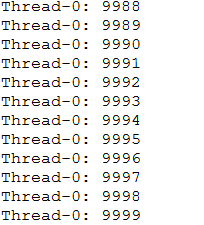 Thread-0: 9988
Thread-0: 9989
Thread-0: 9990
Thread-0: 9991
Thread-0: 9992
Thread-0: 9993
Thread-0: 9994
Thread-0: 9995
Thread-0: 9996
Thread-0: 9997
Thread-0: 9998
Thread-0: 9999